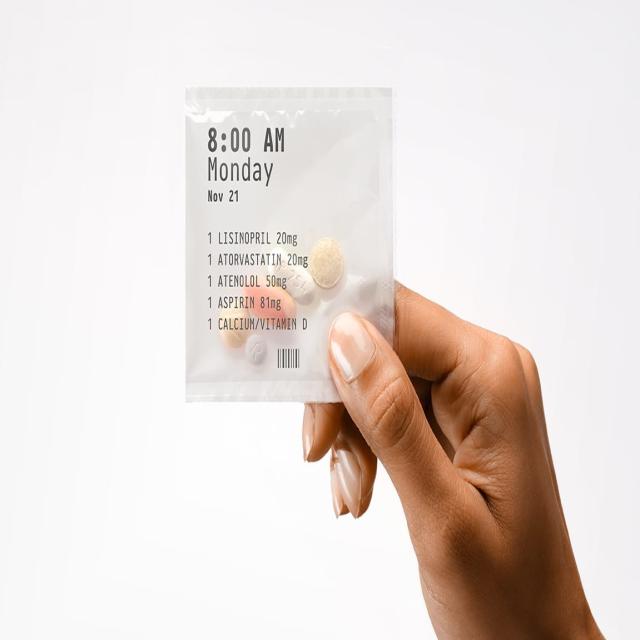 8:00 AM
Monday
Nov 21
1 LISINOPRIL 20mg
1 ATORVASTATIN 20mg
1 ATENOLOL 50mg
1 ASPIRIN 81mg
1 CALCIUM/VITAMIN D